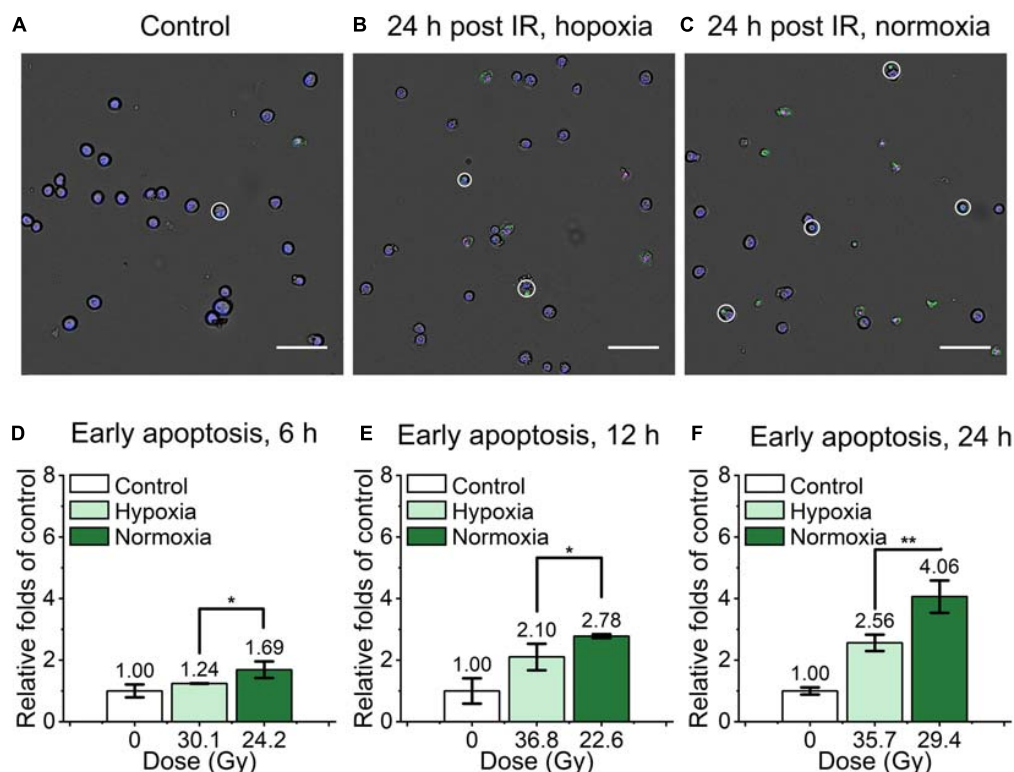 A Control
B 24 h post IR, hopoxia
C 24 h post IR, normoxia
D Early apoptosis, 6 h
Relative folds of control
8
6
4
2
0
Control
Hypoxia
Normoxia
*
1.00 1.24 1.69
0 30.1 24.2
Dose (Gy)
E Early apoptosis, 12 h
Relative folds of control
8
6
4
2
0
Control
Hypoxia
Normoxia
*
1.00 2.10 2.78
0 36.8 22.6
Dose (Gy)
F Early apoptosis, 24 h
Relative folds of control
8
6
4
2
0
Control
Hypoxia
Normoxia
**
1.00 2.56 4.06
0 35.7 29.4
Dose (Gy)